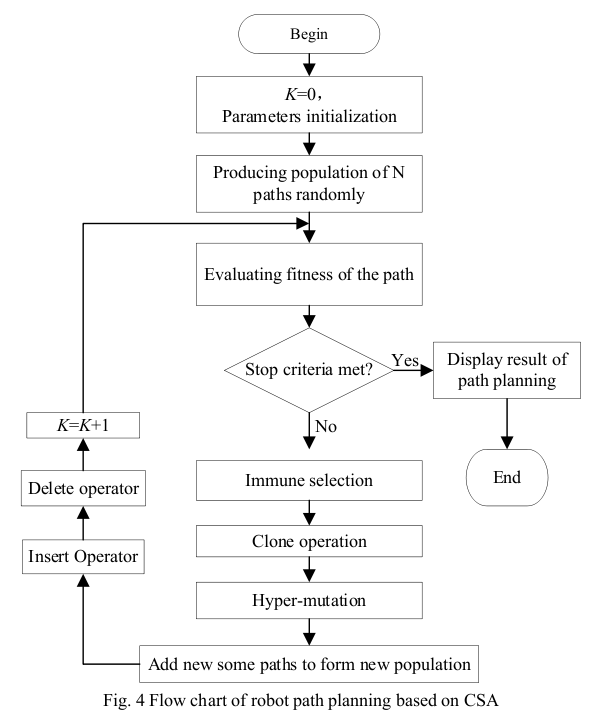 Begin
K=0，
Parameters initialization
Producing population of N
paths randomly
Evaluating fitness of the path
Stop criteria met?
Yes
Display result of
path planning
End
No
Immune selection
Clone operation
Hyper-mutation
Add new some paths to form new population
Insert Operator
Delete operator
K=K+1
Fig. 4 Flow chart of robot path planning based on CSA